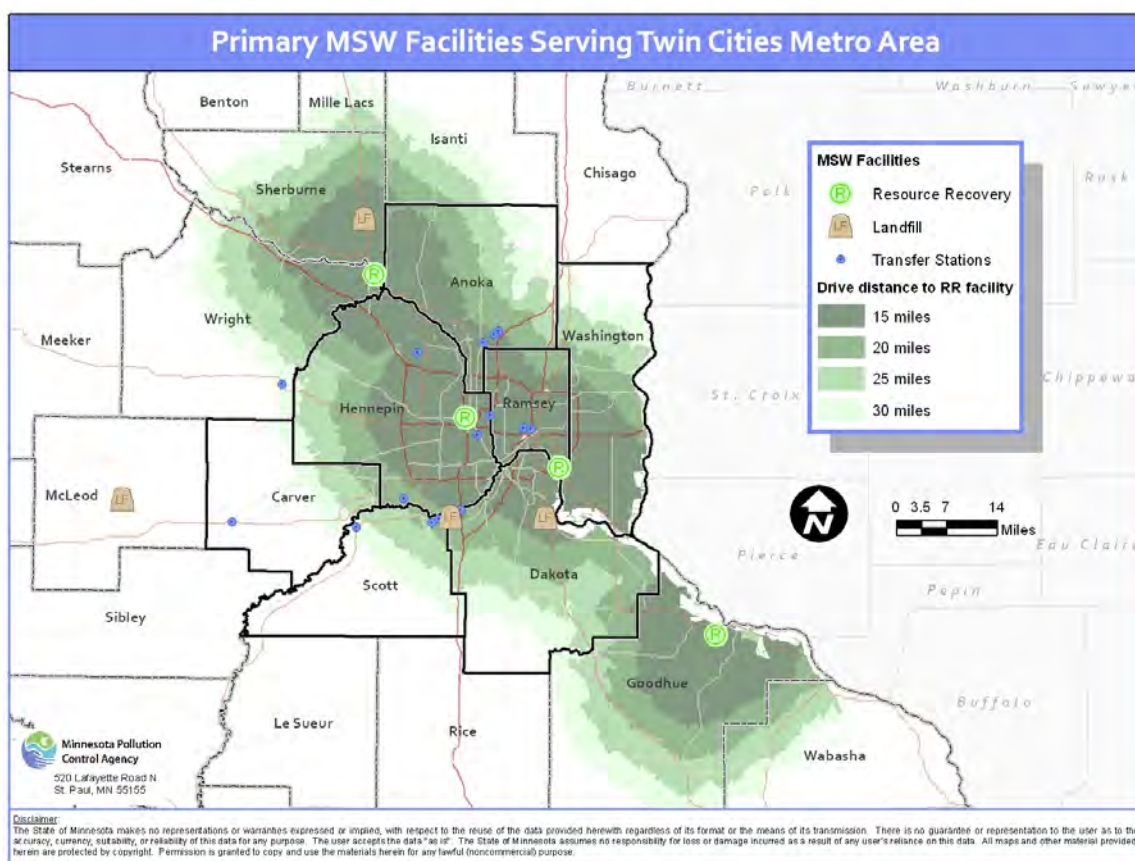 Primary MSW Facilities Serving Twin Cities Metro Area
Burnett
Washburn
Sawyer
Benton
Mille Lacs
Isanti
Stearns
Chisago
Sherburne
Polk
Rusk
MSW Facilities
R Resource Recovery
LF Landfill
Transfer Stations
Drive distance to RR facility
15 miles
20 miles
25 miles
30 miles
LF
R
Anoka
Wright
Washington
Meeker
St. Croix
Chippewa
Hennepin
Ramsey
R
R
McLeod
LF
Carver
LF
LF
N
0 3.5 7 14
Miles
Pierce
Eau Claire
Dakota
Scott
Pepin
Sibley
R
Goodhue
Buffalo
Le Sueur
Rice
Wabasha
Minnesota Pollution
Control Agency
520 Lafayette Road N
St. Paul, MN 55155
Disclaimer:
The State of Minnesota makes no representations or warranties expressed or implied, with respect to the reuse of the data provided herewith regardless of its format or the means of its transmission. There is no guarantee or representation to the user as to the
accuracy, currency, suitability, or reliability of this data for any purpose. The user accepts the data "as is". The State of Minnesota assumes no responsibility for loss or damage incurred as a result of any user's reliance on this data. All maps and other material provided
herein are protected by copyright. Permission is granted to copy and use the materials herein for any lawful (noncommercial) purpose.